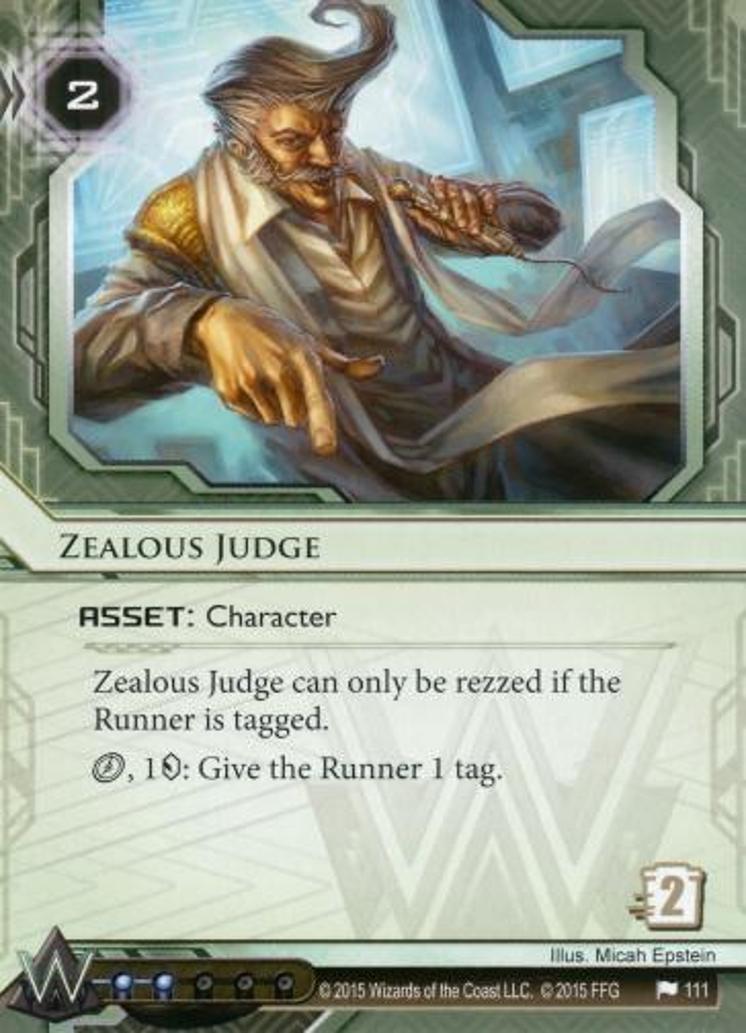 2
ZEALOUS JUDGE
ASSET: Character
Zealous Judge can only be rezzed if the
Runner is tagged.
, 1: Give the Runner 1 tag.
2
Illus. Micah Epstein
W
© 2015 Wizards of the Coast LLC. © 2015 FFG 111